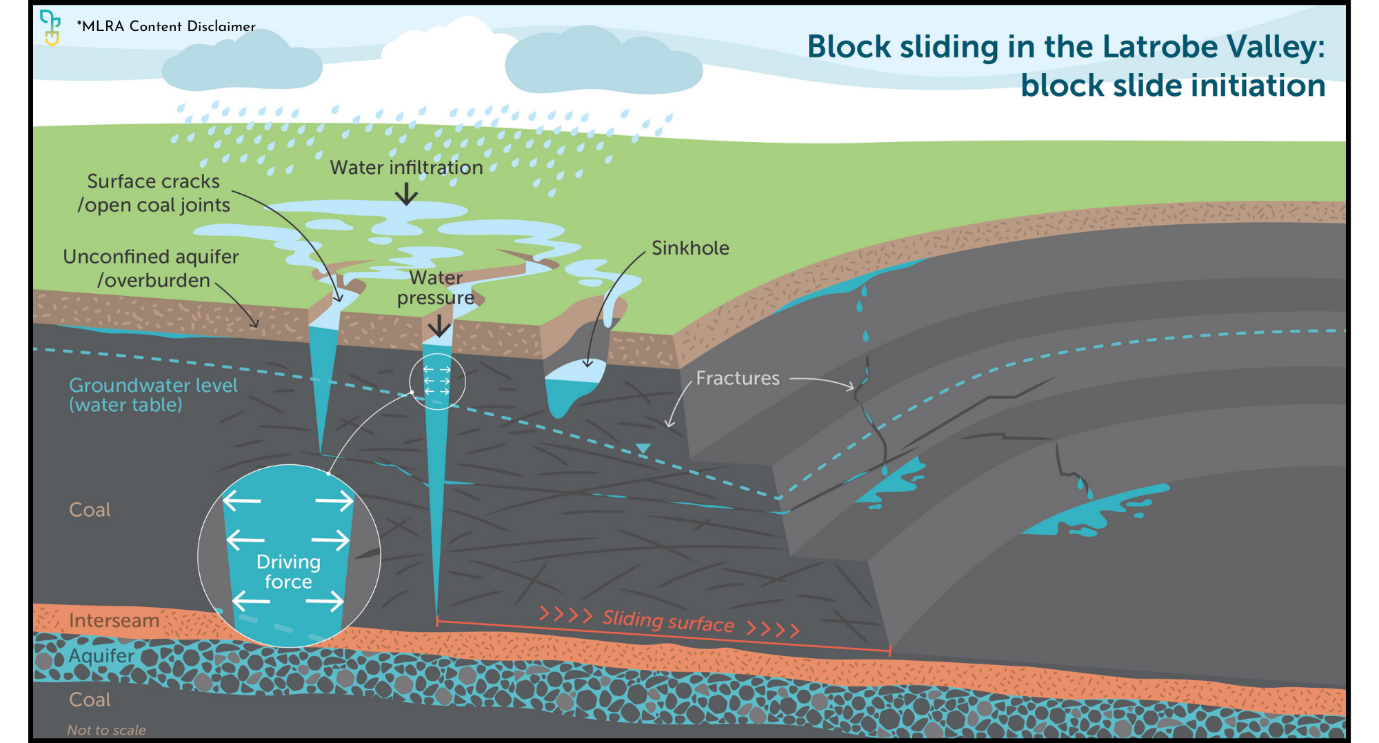 *MLRA Content Disclaimer
Block sliding in the Latrobe Valley:
block slide initiation
Water infiltration
Surface cracks
/open coal joints
Unconfined aquifer
/overburden
Water
pressure
Sinkhole
Groundwater level
(water table)
Fractures
Coal
Driving
force
Interseam
>>>> Sliding surface >>>>
Aquifer
Coal
Not to scale